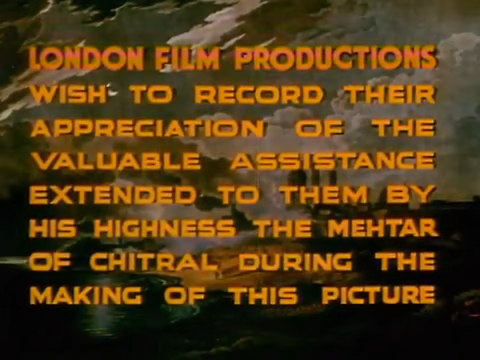 LONDON FILM PRODUCTIONS
WISH TO RECORD THEIR
APPRECIATION OF THE
VALUABLE ASSISTANCE
EXTENDED TO THEM BY
HIS HIGHNESS THE MEHTAR
OF CHITRAL DURING THE
MAKING OF THIS PICTURE